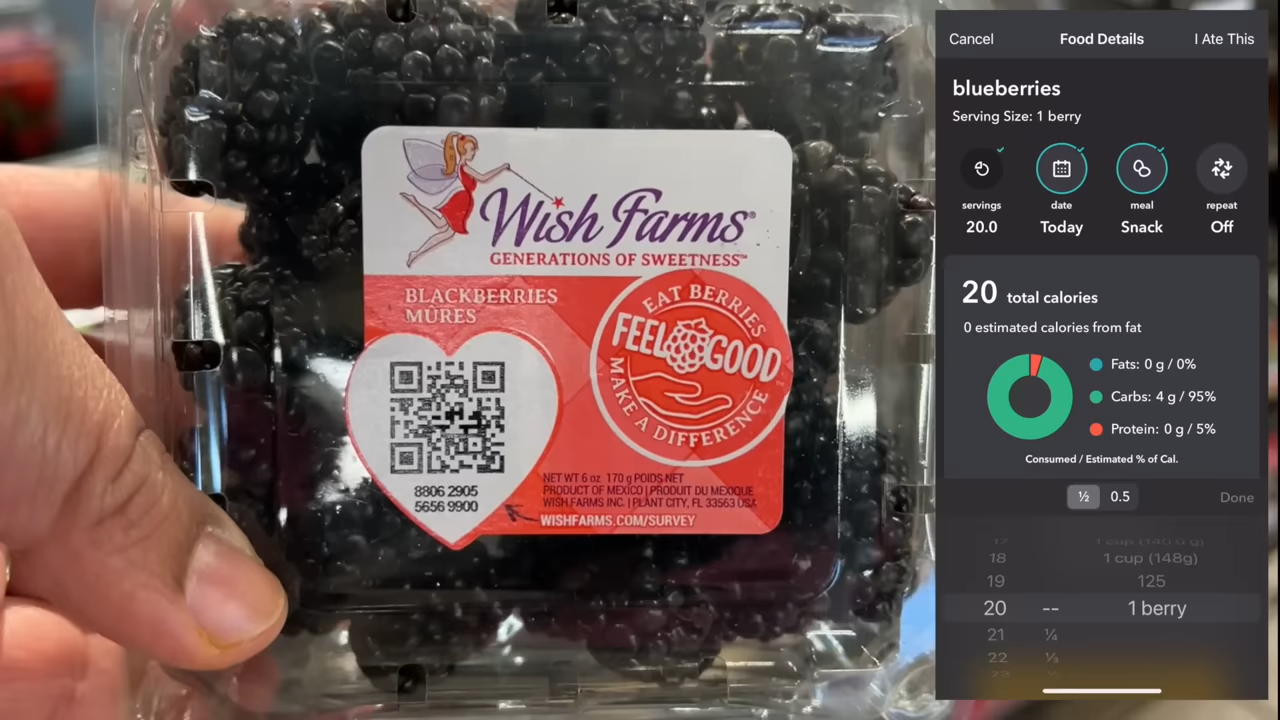 Wish Farms®
GENERATIONS OF SWEETNESS™
BLACKBERRIES
MÛRES
EAT BERRIES
FEEL GOOD
MAKE A DIFFERENCE
8806 2905
5656 9900
NET WT 6 oz 170 g POIDS NET
PRODUCT OF MEXICO | PRODUIT DU MEXIQUE
WISH FARMS INC. | PLANT CITY, FL 33563 USA
WISHFARMS.COM/SURVEY
Cancel Food Details I Ate This
blueberries
Serving Size: 1 berry
servings date meal repeat
20.0 Today Snack Off
20 total calories
0 estimated calories from fat
Fats: 0 g / 0%
Carbs: 4 g / 95%
Protein: 0 g / 5%
Consumed / Estimated % of Cal.
½ 0.5 Done
18 1 cup (148g)
19 125
20 -- 1 berry
21 ¼
22 ⅓